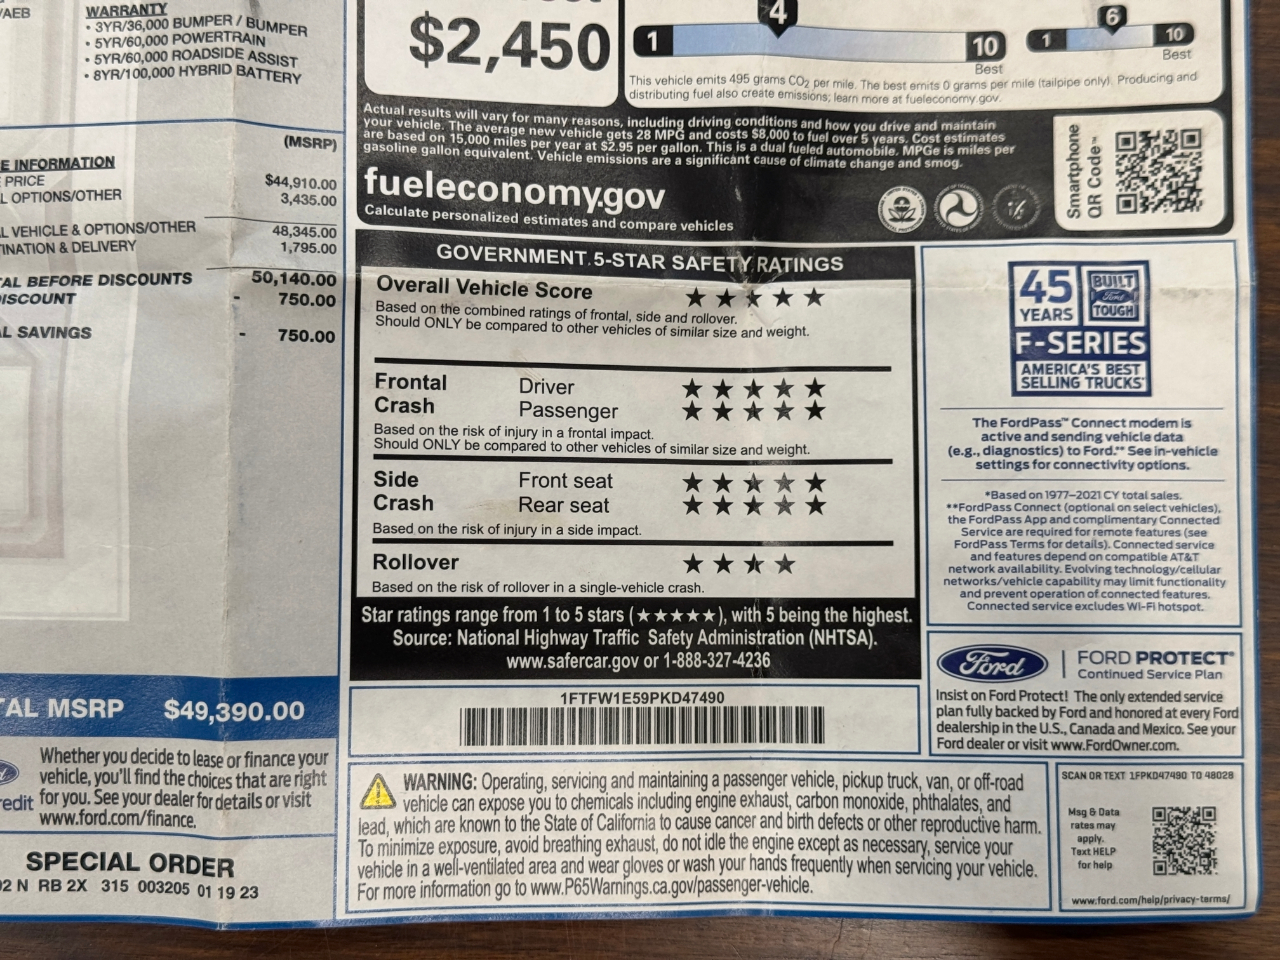 /AEB
WARRANTY
• 3YR/36,000 BUMPER / BUMPER
• 5YR/60,000 POWERTRAIN
• 5YR/60,000 ROADSIDE ASSIST
• 8YR/100,000 HYBRID BATTERY
(MSRP)
E INFORMATION
PRICE $44,910.00
L OPTIONS/OTHER 3,435.00
L VEHICLE & OPTIONS/OTHER 48,345.00
TINATION & DELIVERY 1,795.00
TAL BEFORE DISCOUNTS 50,140.00
ISCOUNT - 750.00
L SAVINGS - 750.00
TAL MSRP $49,390.00
Whether you decide to lease or finance your
vehicle, you'll find the choices that are right
redit for you. See your dealer for details or visit
www.ford.com/finance.
SPECIAL ORDER
92 N RB 2X 315 003205 01 19 23
$2,450
1 4 10
Best
1 6 10
Best
This vehicle emits 495 grams CO2 per mile. The best emits 0 grams per mile (tailpipe only). Producing and
distributing fuel also create emissions; learn more at fueleconomy.gov.
Actual results will vary for many reasons, including driving conditions and how you drive and maintain
your vehicle. The average new vehicle gets 28 MPG and costs $8,000 to fuel over 5 years. Cost estimates
are based on 15,000 miles per year at $2.95 per gallon. This is a dual fueled automobile. MPGe is miles per
gasoline gallon equivalent. Vehicle emissions are a significant cause of climate change and smog.
fueleconomy.gov
Calculate personalized estimates and compare vehicles
Smartphone
QR Code™
GOVERNMENT 5-STAR SAFETY RATINGS
Overall Vehicle Score ★★★★★
Based on the combined ratings of frontal, side and rollover.
Should ONLY be compared to other vehicles of similar size and weight.
Frontal Driver ★★★★★
Crash Passenger ★★★★★
Based on the risk of injury in a frontal impact.
Should ONLY be compared to other vehicles of similar size and weight.
Side Front seat ★★★★★
Crash Rear seat ★★★★★
Based on the risk of injury in a side impact.
Rollover ★★★★
Based on the risk of rollover in a single-vehicle crash.
Star ratings range from 1 to 5 stars (★★★★★), with 5 being the highest.
Source: National Highway Traffic Safety Administration (NHTSA).
www.safercar.gov or 1-888-327-4236
1FTFW1E59PKD47490
WARNING: Operating, servicing and maintaining a passenger vehicle, pickup truck, van, or off-road
vehicle can expose you to chemicals including engine exhaust, carbon monoxide, phthalates, and
lead, which are known to the State of California to cause cancer and birth defects or other reproductive harm.
To minimize exposure, avoid breathing exhaust, do not idle the engine except as necessary, service your
vehicle in a well-ventilated area and wear gloves or wash your hands frequently when servicing your vehicle.
For more information go to www.P65Warnings.ca.gov/passenger-vehicle.
45
YEARS
BUILT
Ford
TOUGH
F-SERIES
AMERICA'S BEST
SELLING TRUCKS*
The FordPass™ Connect modem is
active and sending vehicle data
(e.g., diagnostics) to Ford.** See in-vehicle
settings for connectivity options.
*Based on 1977–2021 CY total sales.
**FordPass Connect (optional on select vehicles),
the FordPass App and complimentary Connected
Service are required for remote features (see
FordPass Terms for details). Connected service
and features depend on compatible AT&T
network availability. Evolving technology/cellular
networks/vehicle capability may limit functionality
and prevent operation of connected features.
Connected service excludes Wi-Fi hotspot.
Ford
FORD PROTECT®
Continued Service Plan
Insist on Ford Protect! The only extended service
plan fully backed by Ford and honored at every Ford
dealership in the U.S., Canada and Mexico. See your
Ford dealer or visit www.FordOwner.com.
SCAN OR TEXT 1FPKD47490 TO 48028
Msg & Data
rates may
apply.
Text HELP
for help
www.ford.com/help/privacy-terms/